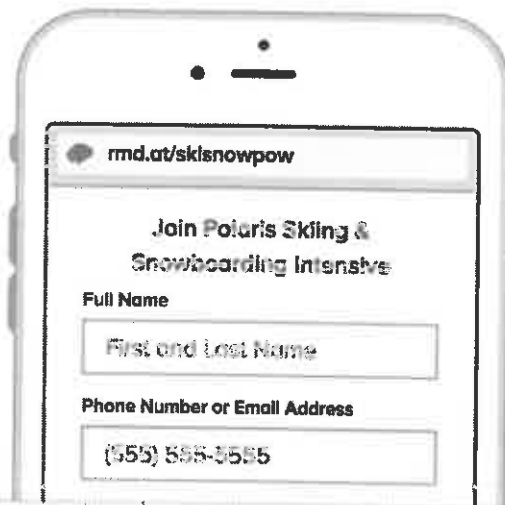 rmd.at/skisnowpow
Join Polaris Skiing &
Snowboarding Intensive
Full Name
First and Last Name
Phone Number or Email Address
(555) 555-5555